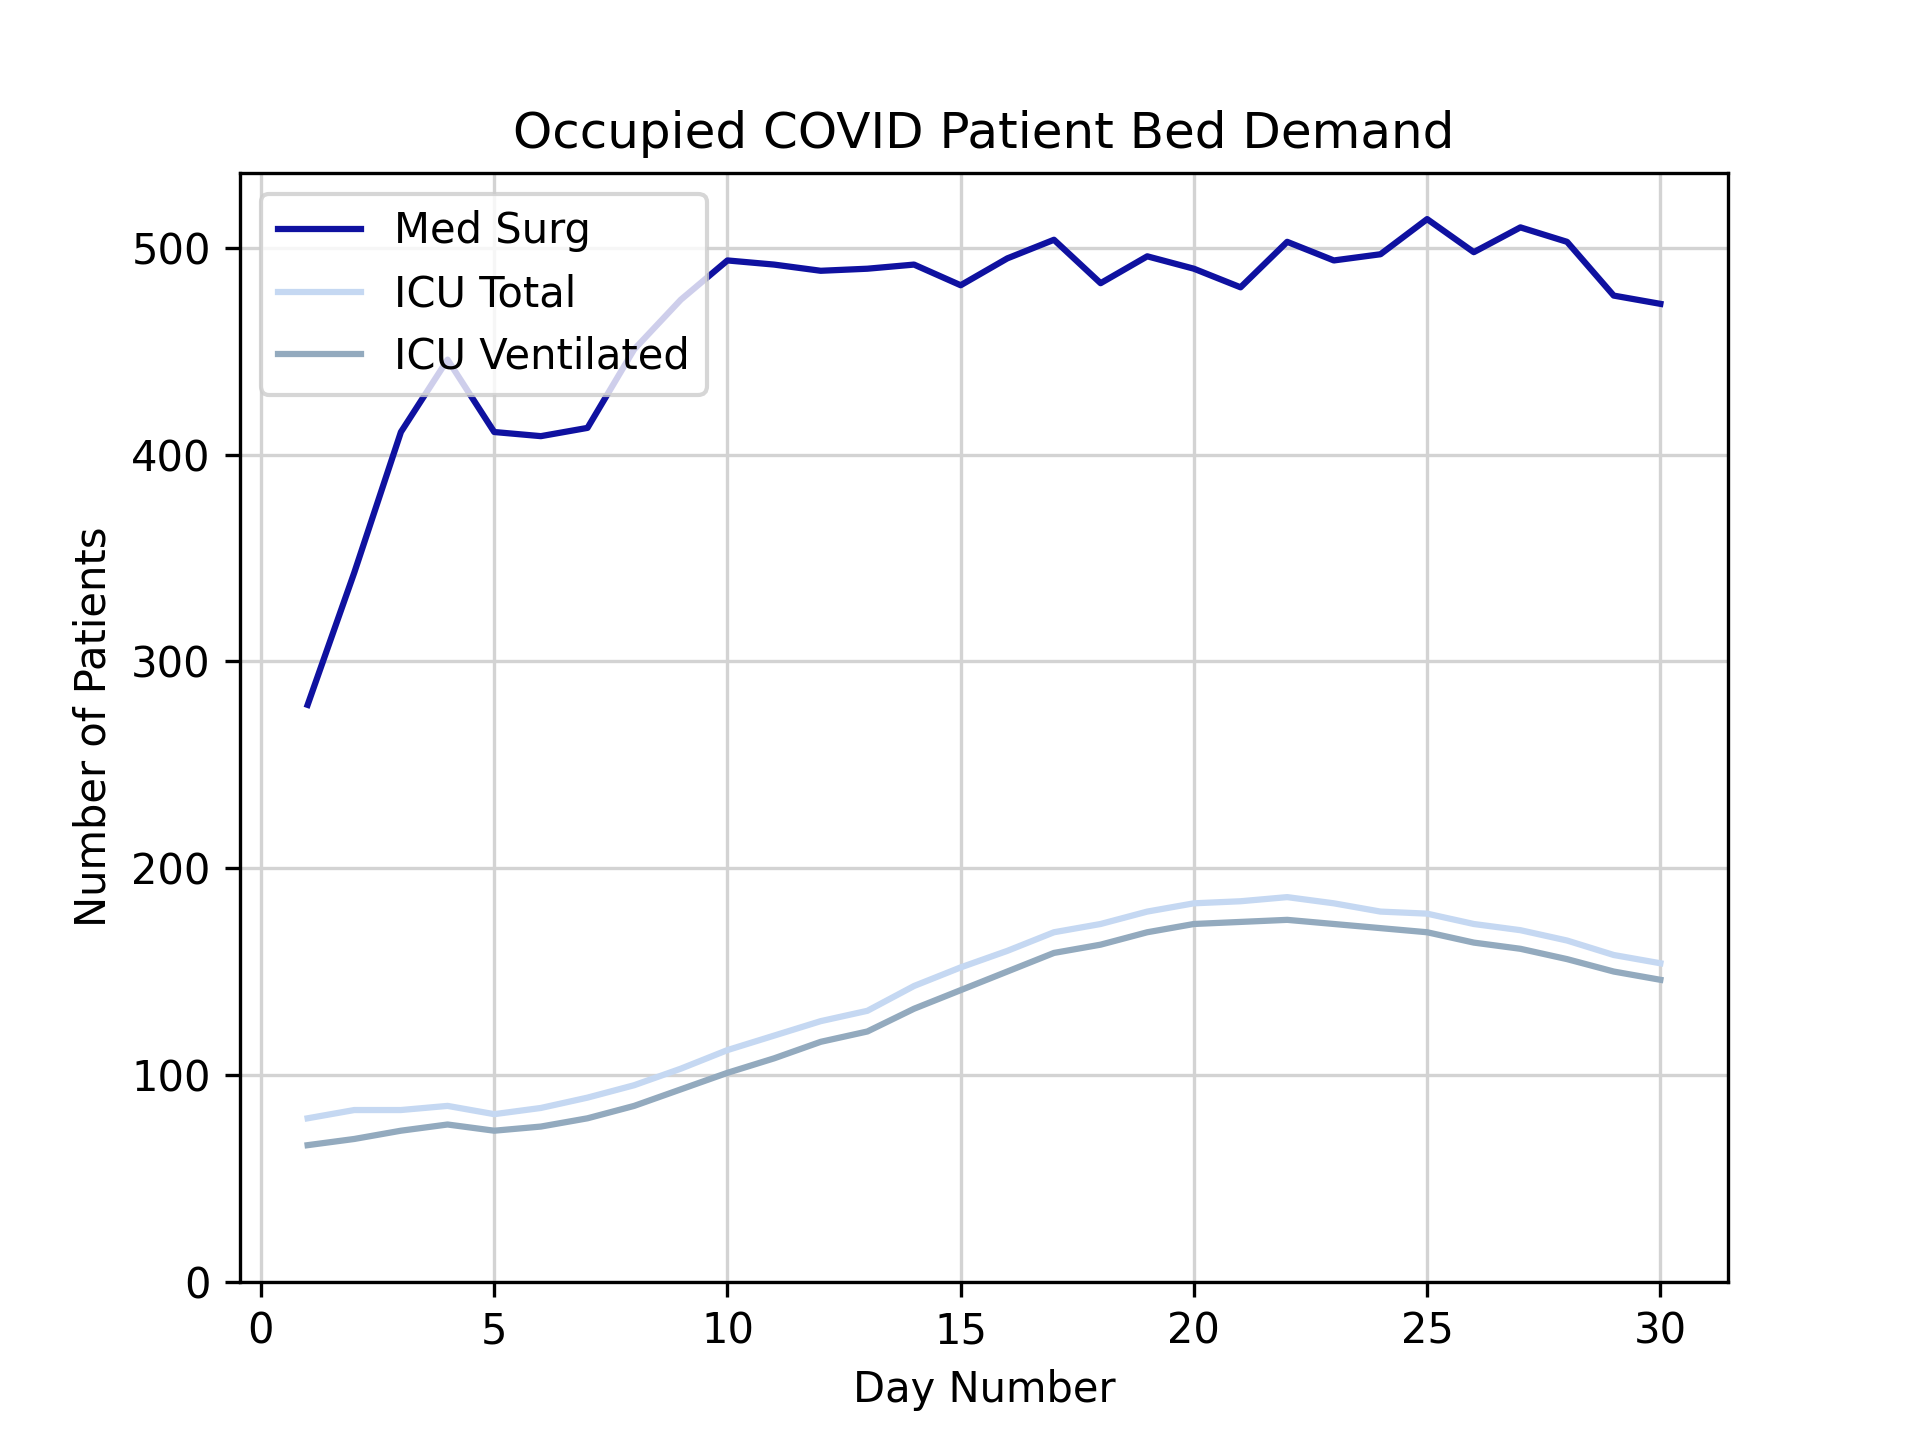 Occupied COVID Patient Bed Demand
Med Surg
ICU Total
ICU Ventilated
Number of Patients
500
400
300
200
100
0
0 5 10 15 20 25 30
Day Number